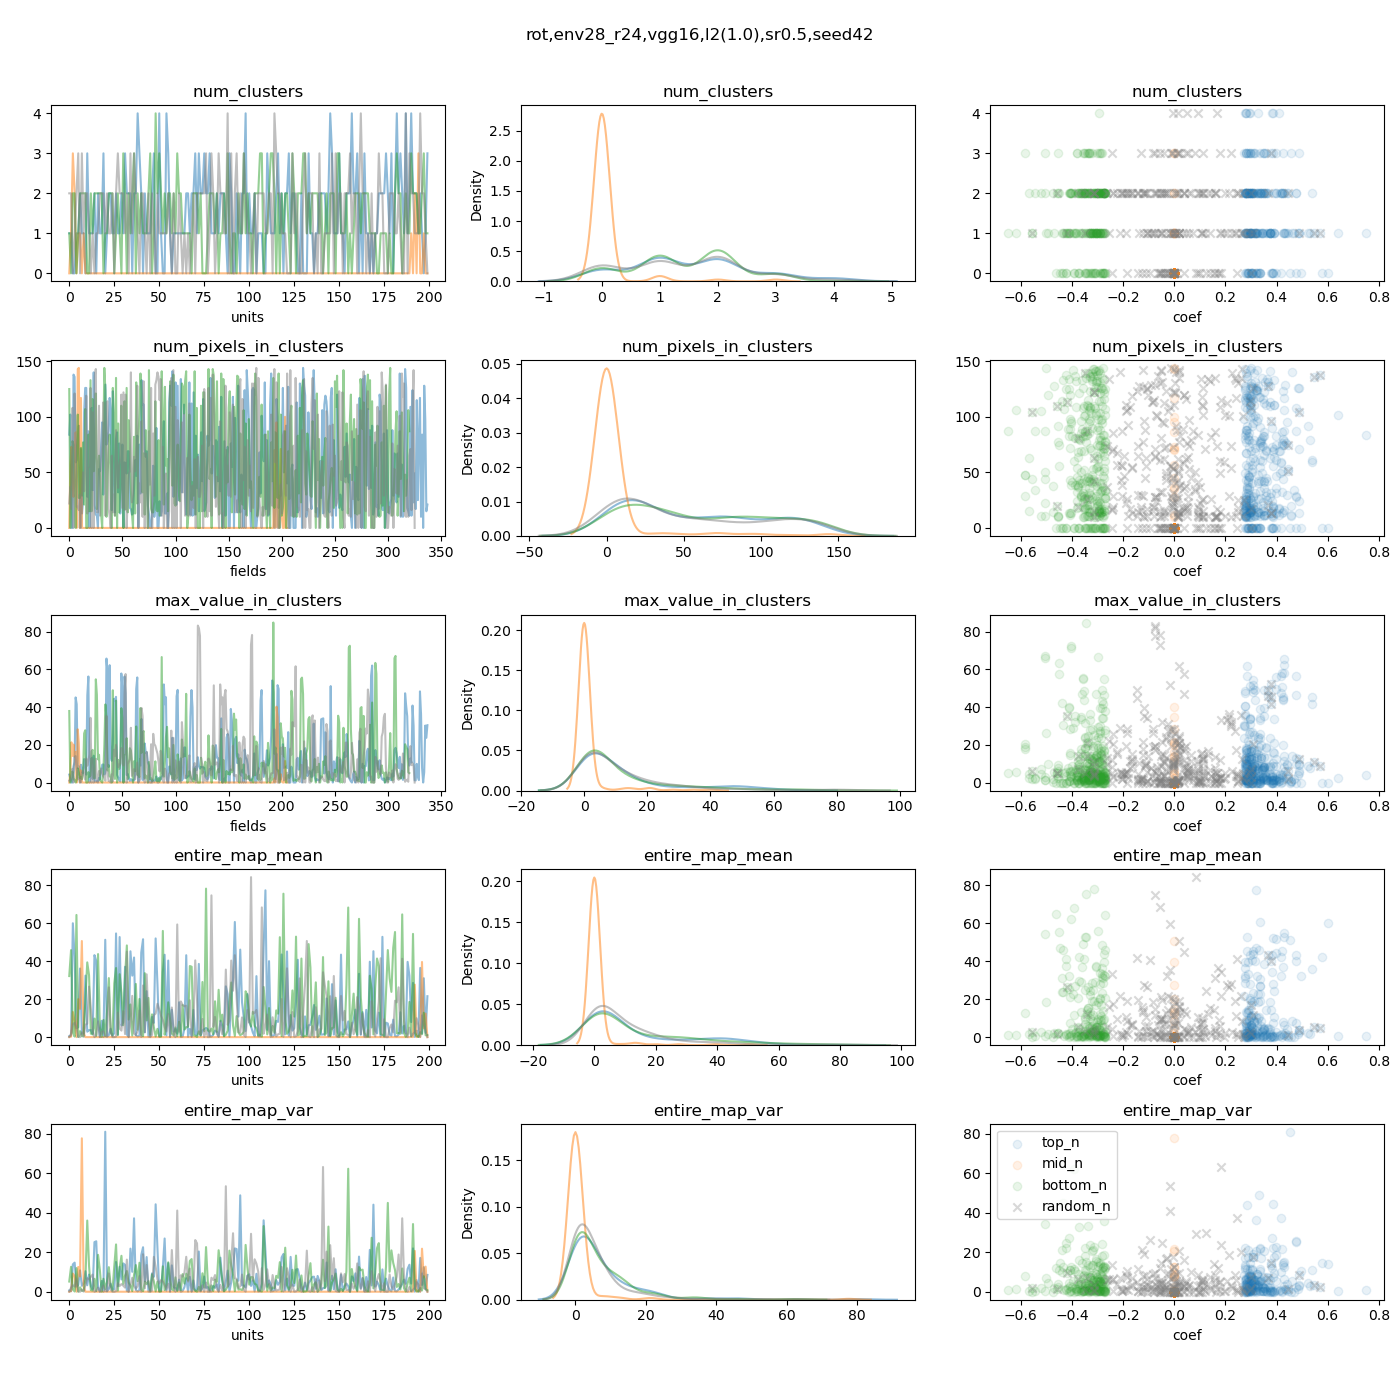 rot,env28_r24,vgg16,l2(1.0),sr0.5,seed42
num_clusters
4
3
2
1
0
0 25 50 75 100 125 150 175 200
units
num_clusters
Density
2.5
2.0
1.5
1.0
0.5
0.0
−1 0 1 2 3 4 5
num_clusters
4
3
2
1
0
−0.6 −0.4 −0.2 0.0 0.2 0.4 0.6 0.8
coef
num_pixels_in_clusters
150
100
50
0
0 50 100 150 200 250 300 350
fields
num_pixels_in_clusters
Density
0.05
0.04
0.03
0.02
0.01
0.00
−50 0 50 100 150
num_pixels_in_clusters
150
100
50
0
−0.6 −0.4 −0.2 0.0 0.2 0.4 0.6 0.8
coef
max_value_in_clusters
80
60
40
20
0
0 50 100 150 200 250 300 350
fields
max_value_in_clusters
Density
0.20
0.15
0.10
0.05
0.00
−20 0 20 40 60 80 100
max_value_in_clusters
80
60
40
20
0
−0.6 −0.4 −0.2 0.0 0.2 0.4 0.6 0.8
coef
entire_map_mean
80
60
40
20
0
0 25 50 75 100 125 150 175 200
units
entire_map_mean
Density
0.20
0.15
0.10
0.05
0.00
−20 0 20 40 60 80 100
entire_map_mean
80
60
40
20
0
−0.6 −0.4 −0.2 0.0 0.2 0.4 0.6 0.8
coef
entire_map_var
80
60
40
20
0
0 25 50 75 100 125 150 175 200
units
entire_map_var
Density
0.15
0.10
0.05
0.00
0 20 40 60 80
entire_map_var
80
60
40
20
0
top_n
mid_n
bottom_n
random_n
−0.6 −0.4 −0.2 0.0 0.2 0.4 0.6 0.8
coef